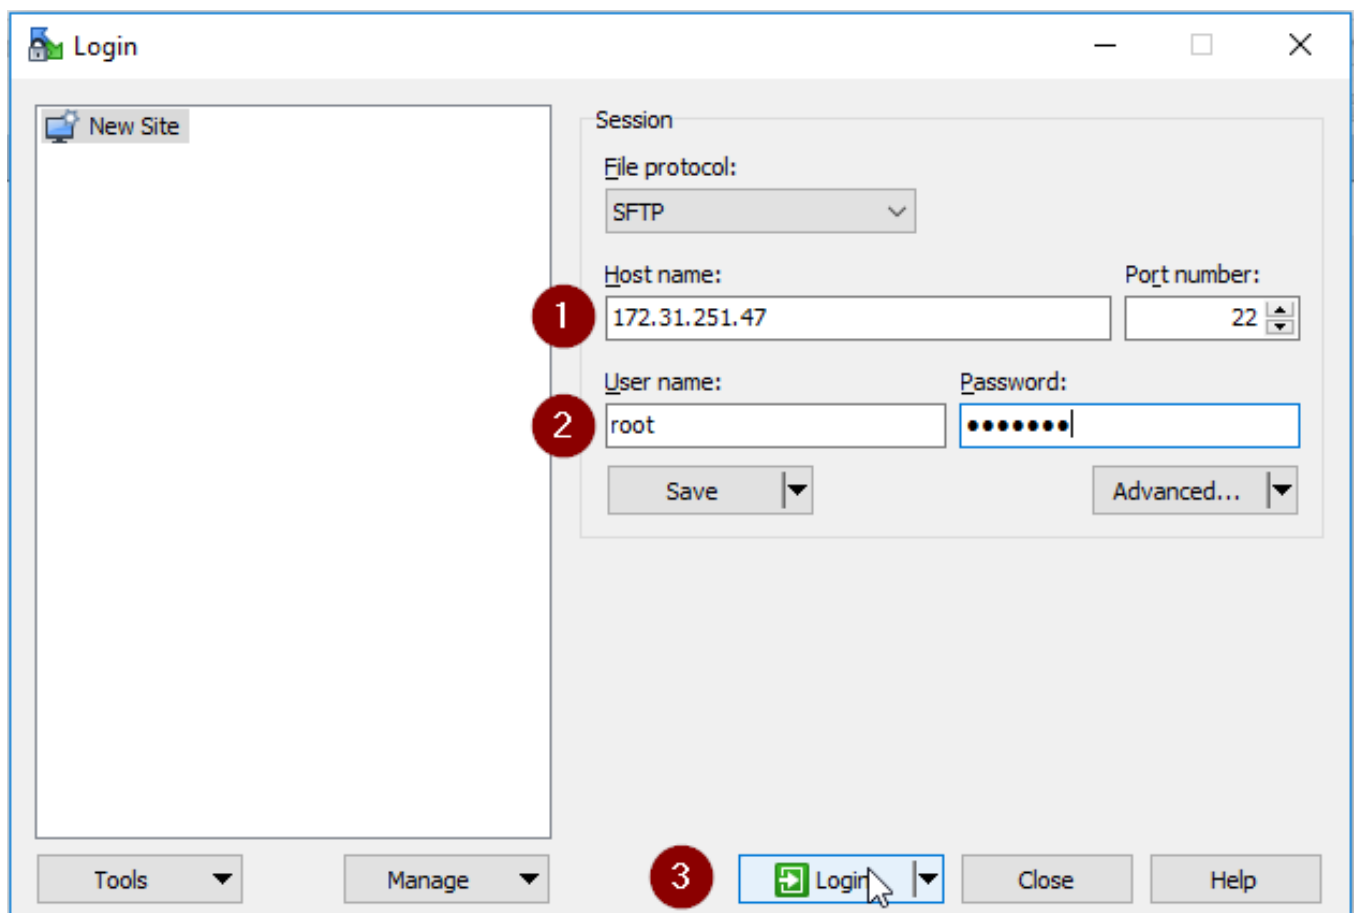 Login
New Site
Session
File protocol:
SFTP
Host name:
Port number:
1
172.31.251.47
22
User name:
Password:
2
root
•••••••
Save
Advanced...
Tools
Manage
3
Login
Close
Help